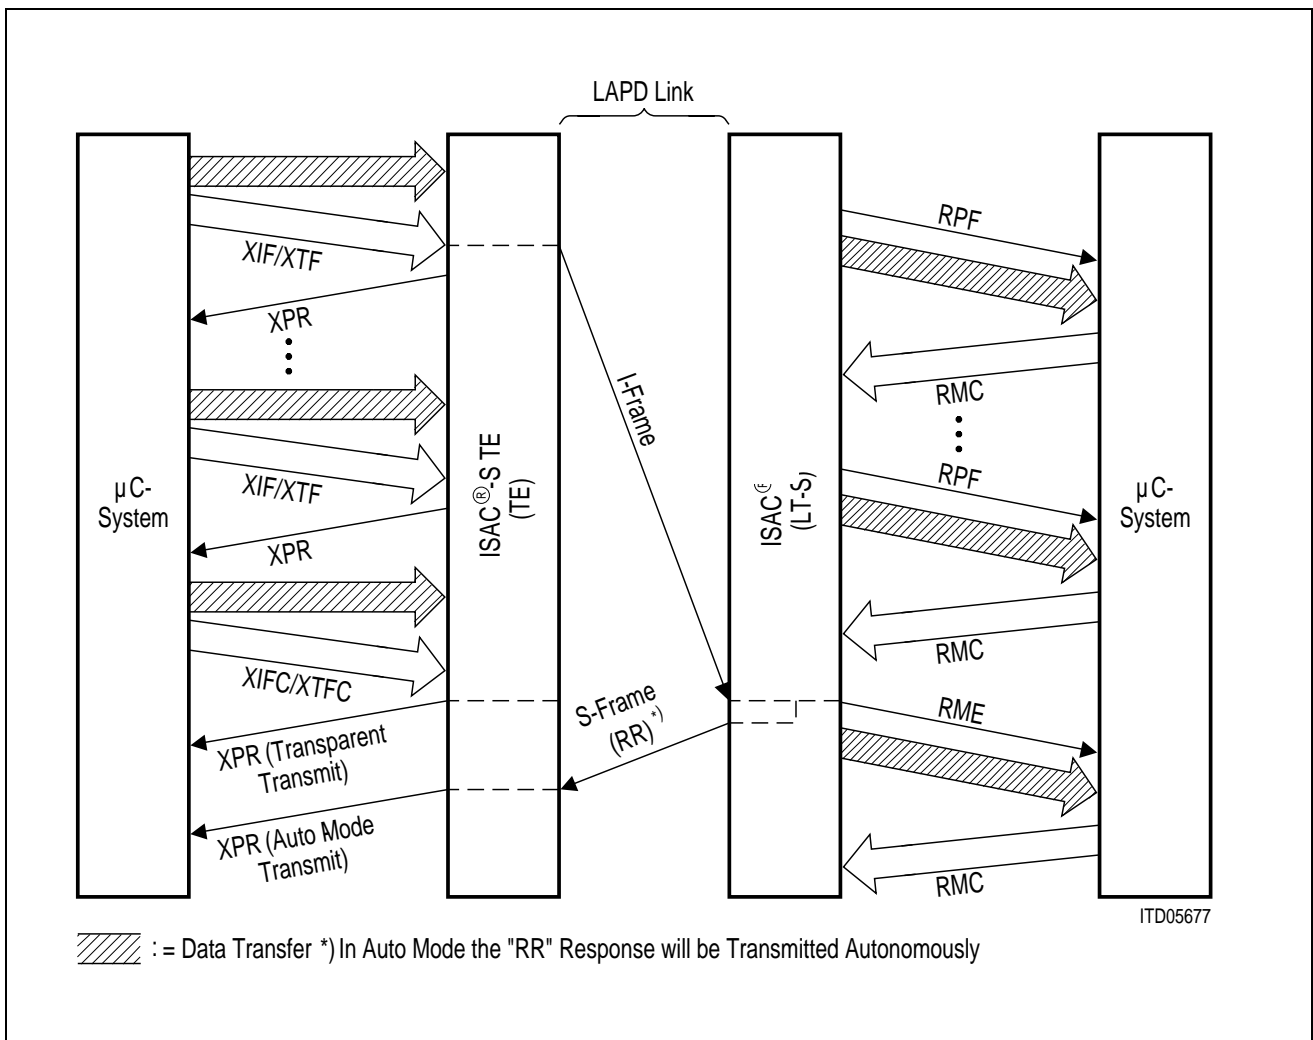 LAPD Link
XIF/XTF
XPR
XIF/XTF
XPR
XIFC/XTFC
XPR (Transparent
Transmit)
XPR (Auto Mode
Transmit)
µC-
System
ISAC®-S TE
(TE)
I-Frame
S-Frame
(RR)*)
ISAC
(LT-S)
RPF
RMC
RPF
RMC
RME
RMC
µC-
System
ITD05677
: = Data Transfer *) In Auto Mode the "RR" Response will be Transmitted Autonomously